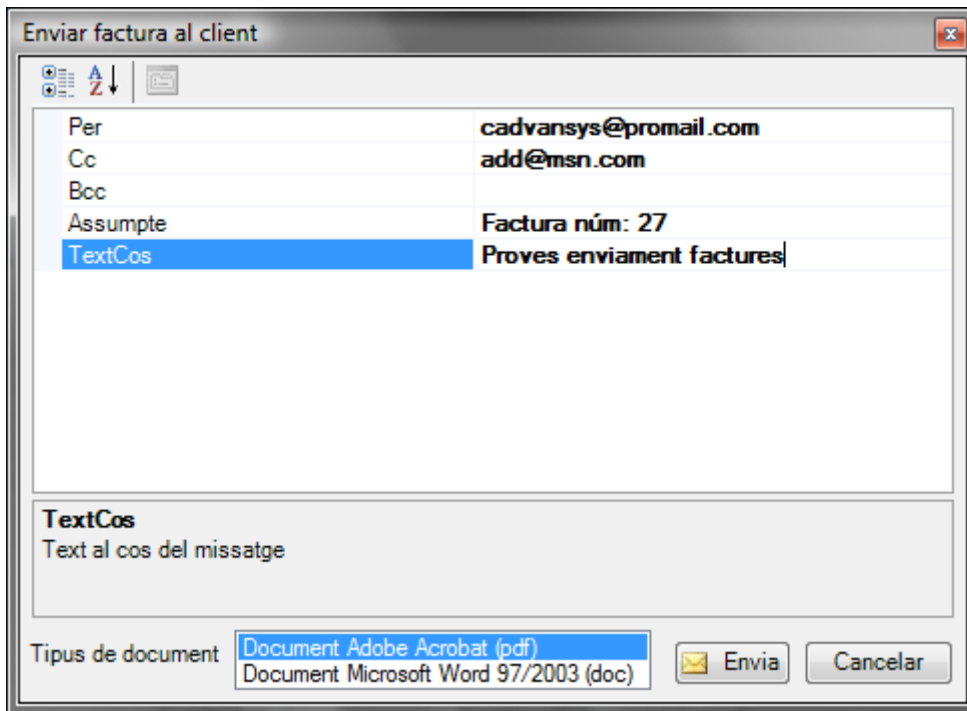 Enviar factura al client
Per cadvansys@promail.com
Cc add@msn.com
Bcc
Assumpte Factura núm: 27
TextCos Proves enviament factures
TextCos
Text al cos del missatge
Tipus de document
Document Adobe Acrobat (pdf)
Document Microsoft Word 97/2003 (doc)
Envia
Cancelar